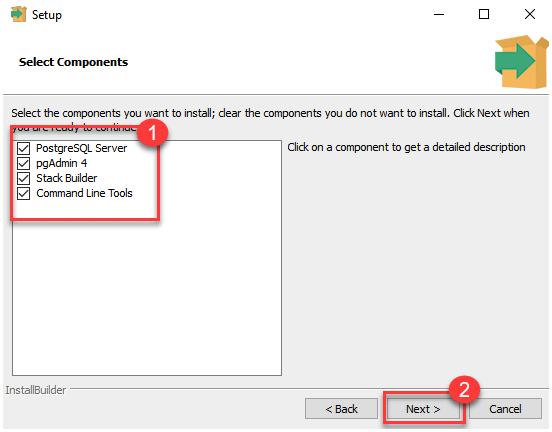 Setup
Select Components
Select the components you want to install; clear the components you do not want to install. Click Next when
you are ready to continue
1
PostgreSQL Server
pgAdmin 4
Stack Builder
Command Line Tools
Click on a component to get a detailed description
InstallBuilder
2
< Back
Next >
Cancel